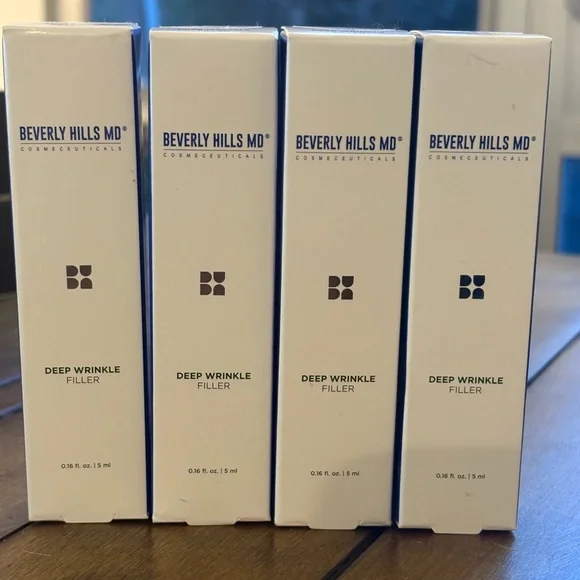 BEVERLY HILLS MD®
COSMECEUTICALS
DEEP WRINKLE
FILLER
0.16 fl. oz. | 5 ml
BEVERLY HILLS MD®
COSMECEUTICALS
DEEP WRINKLE
FILLER
0.16 fl. oz. | 5 ml
BEVERLY HILLS MD®
COSMECEUTICALS
DEEP WRINKLE
FILLER
0.16 fl. oz. | 5 ml
BEVERLY HILLS MD®
COSMECEUTICALS
DEEP WRINKLE
FILLER
0.16 fl. oz. | 5 ml